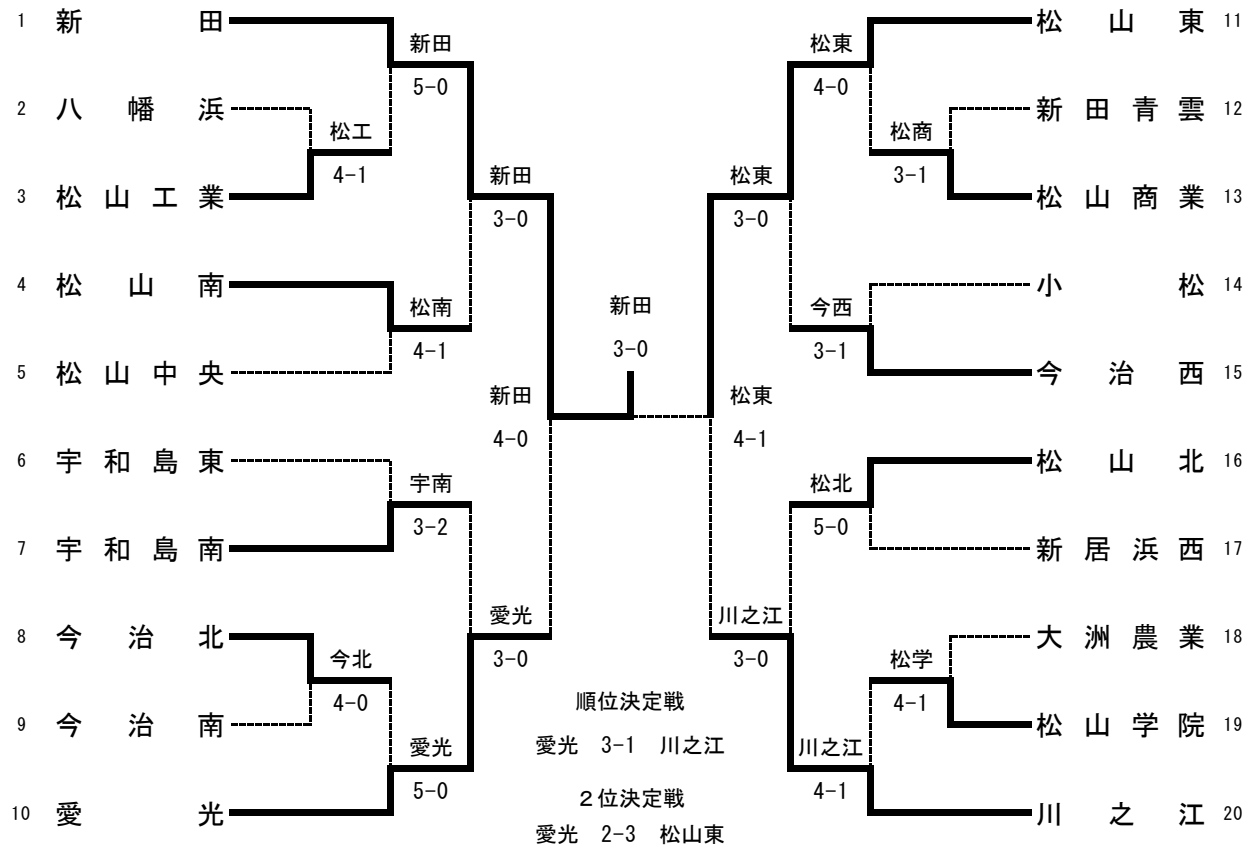 1 新田
2 八幡浜
3 松山工業
4 松山南
5 松山中央
6 宇和島東
7 宇和島南
8 今治北
9 今治南
10 愛光
松工
4-1
今北
4-0
新田
5-0
松南
4-1
宇南
3-2
愛光
5-0
新田
3-0
愛光
3-0
新田
4-0
新田
3-0
松東
4-1
松東
3-0
川之江
3-0
松東
4-0
今西
3-1
松北
5-0
川之江
4-1
松商
3-1
松学
4-1
松山東 11
新田青雲 12
松山商業 13
小松 14
今治西 15
松山北 16
新居浜西 17
大洲農業 18
松山学院 19
川之江 20
順位決定戦
愛光 3-1 川之江
２位決定戦
愛光 2-3 松山東